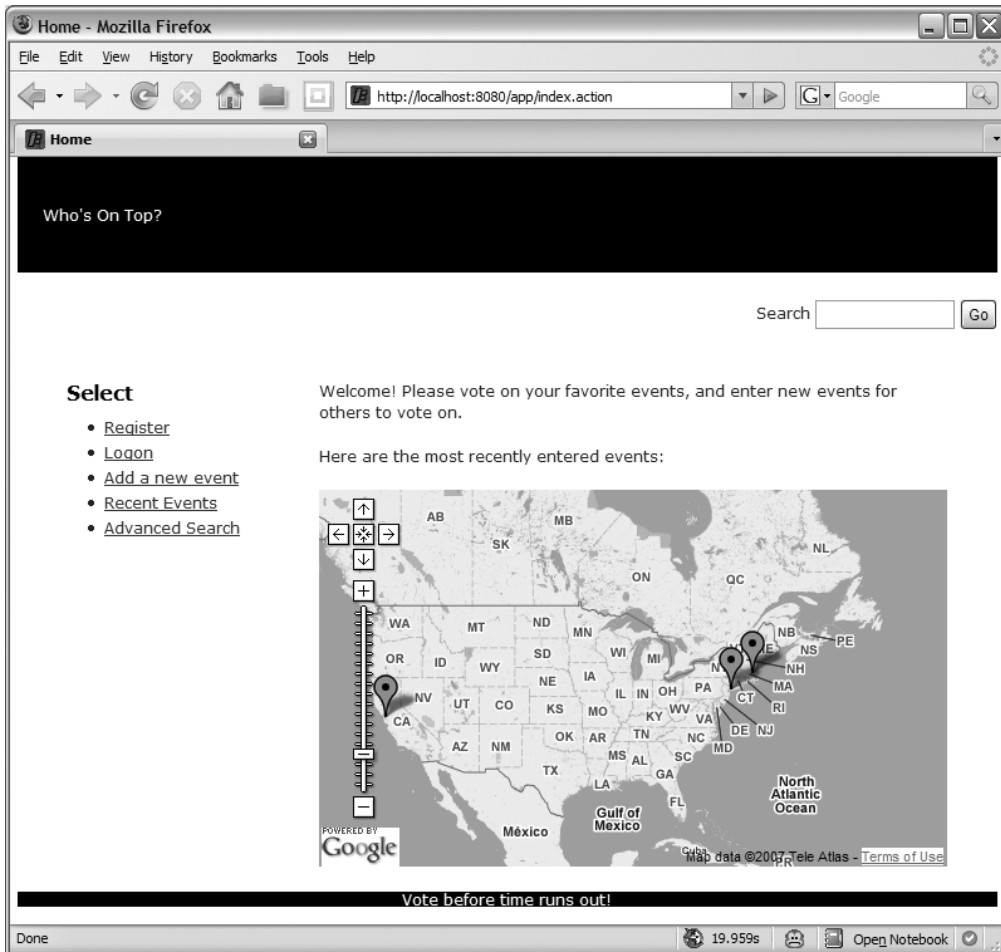 Home - Mozilla Firefox
File Edit View History Bookmarks Tools Help
http://localhost:8080/app/index.action
G Google
Home
Who's On Top?
Search Go
Select
Register
Logon
Add a new event
Recent Events
Advanced Search
Welcome! Please vote on your favorite events, and enter new events for
others to vote on.
Here are the most recently entered events:
AB
MB
SK
NL
ON
QC
WA MT ND MN NB PE
NS
OR ID SD WI MI
WY NH
NE IA PA MA
NV UT CO IL IN OH CT RI
CA KS MO KY WV VA DE NJ
MD
AZ NM OK AR TN NC
MS AL SC
TX GA
LA
FL
North
Atlantic
Ocean
Gulf of
Mexico
México
Cuba
PR
POWERED BY
Google
Map data ©2007 Tele Atlas - Terms of Use
Vote before time runs out!
Done 19.959s Open Notebook